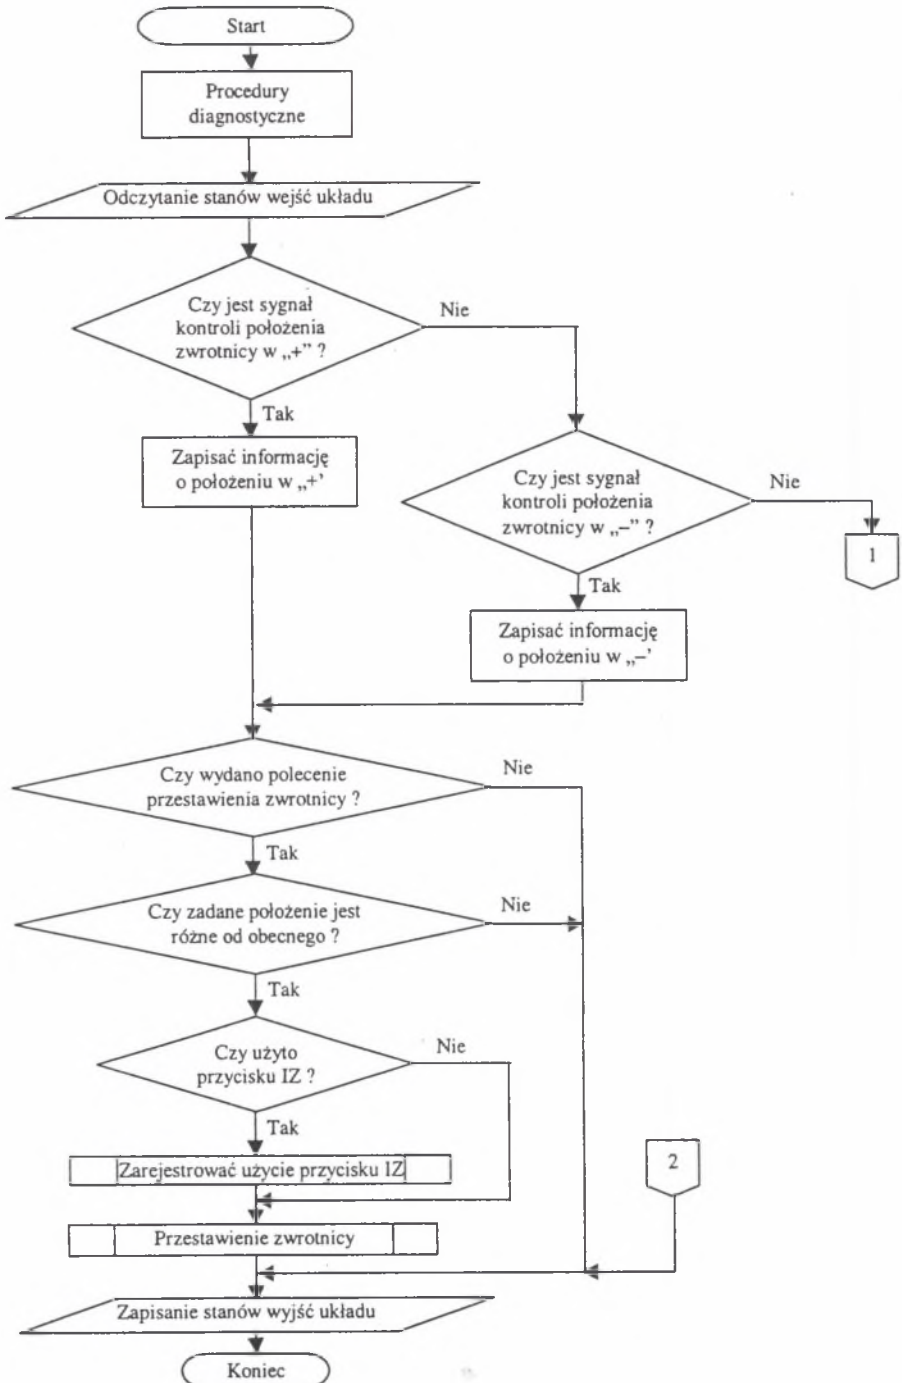 Start
Procedury
diagnostyczne
Odczytanie stanów wejść układu
Czy jest sygnał
kontroli położenia
zwrotnicy w „+” ?
Nie
Tak
Zapisać informację
o położeniu w „+’
Czy jest sygnał
kontroli położenia
zwrotnicy w „–” ?
Nie
1
Tak
Zapisać informację
o położeniu w „–’
Czy wydano polecenie
przestawienia zwrotnicy ?
Nie
Tak
Czy zadane położenie jest
różne od obecnego ?
Nie
Tak
Czy użyto
przycisku IZ ?
Nie
Tak
Zarejestrować użycie przycisku IZ
2
Przestawienie zwrotnicy
Zapisanie stanów wyjść układu
Koniec